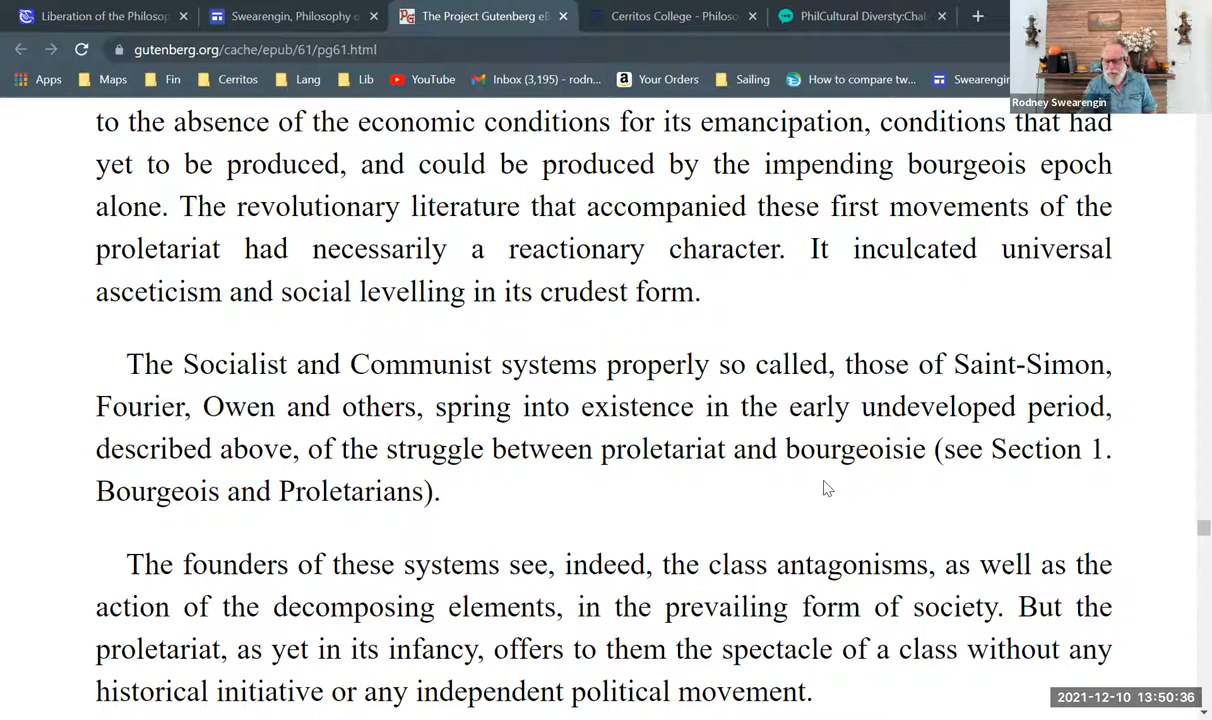 Liberation of the Philosop
Swearengin, Philosophy o
The Project Gutenberg eB
Cerritos College - Philoso
PhilCultural Diversty:Chal
gutenberg.org/cache/epub/61/pg61.html
Apps
Maps
Fin
Cerritos
Lang
Lib
YouTube
Inbox (3,195) - rodn...
Your Orders
Sailing
How to compare tw...
Swearengin
Rodney Swearengin
to the absence of the economic conditions for its emancipation, conditions that had
yet to be produced, and could be produced by the impending bourgeois epoch
alone. The revolutionary literature that accompanied these first movements of the
proletariat had necessarily a reactionary character. It inculcated universal
asceticism and social levelling in its crudest form.
The Socialist and Communist systems properly so called, those of Saint-Simon,
Fourier, Owen and others, spring into existence in the early undeveloped period,
described above, of the struggle between proletariat and bourgeoisie (see Section 1.
Bourgeois and Proletarians).
The founders of these systems see, indeed, the class antagonisms, as well as the
action of the decomposing elements, in the prevailing form of society. But the
proletariat, as yet in its infancy, offers to them the spectacle of a class without any
historical initiative or any independent political movement.
2021-12-10 13:50:36